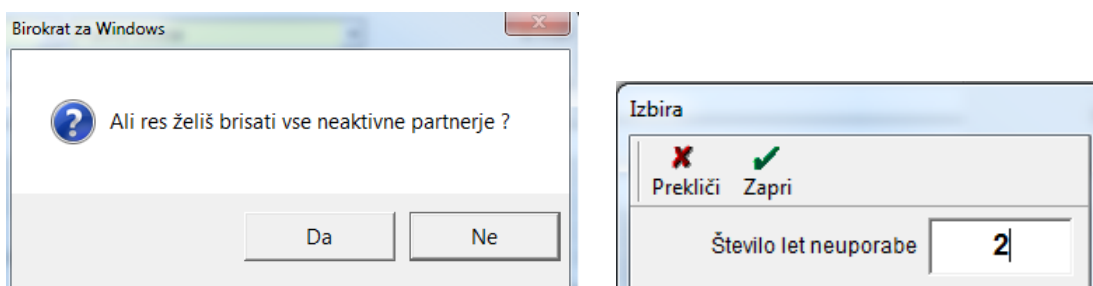 Birokrat za Windows
Ali res želiš brisati vse neaktivne partnerje ?
Da
Ne
Izbira
Prekliči
Zapri
Število let neuporabe
2